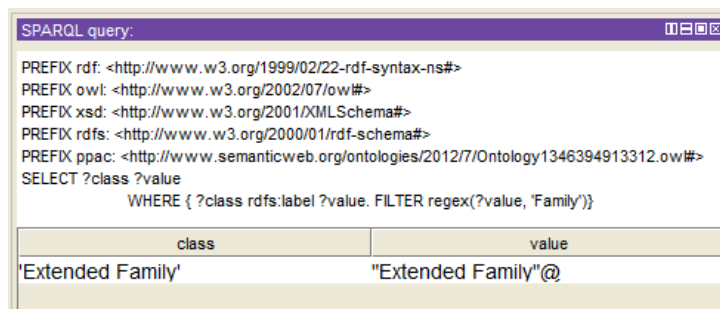 SPARQL query:
PREFIX rdf: <http://www.w3.org/1999/02/22-rdf-syntax-ns#>
PREFIX owl: <http://www.w3.org/2002/07/owl#>
PREFIX xsd: <http://www.w3.org/2001/XMLSchema#>
PREFIX rdfs: <http://www.w3.org/2000/01/rdf-schema#>
PREFIX ppac: <http://www.semanticweb.org/ontologies/2012/7/Ontology1346394913312.owl#>
SELECT ?class ?value
WHERE { ?class rdfs:label ?value. FILTER regex(?value, 'Family')}
class value
'Extended Family' "Extended Family"@